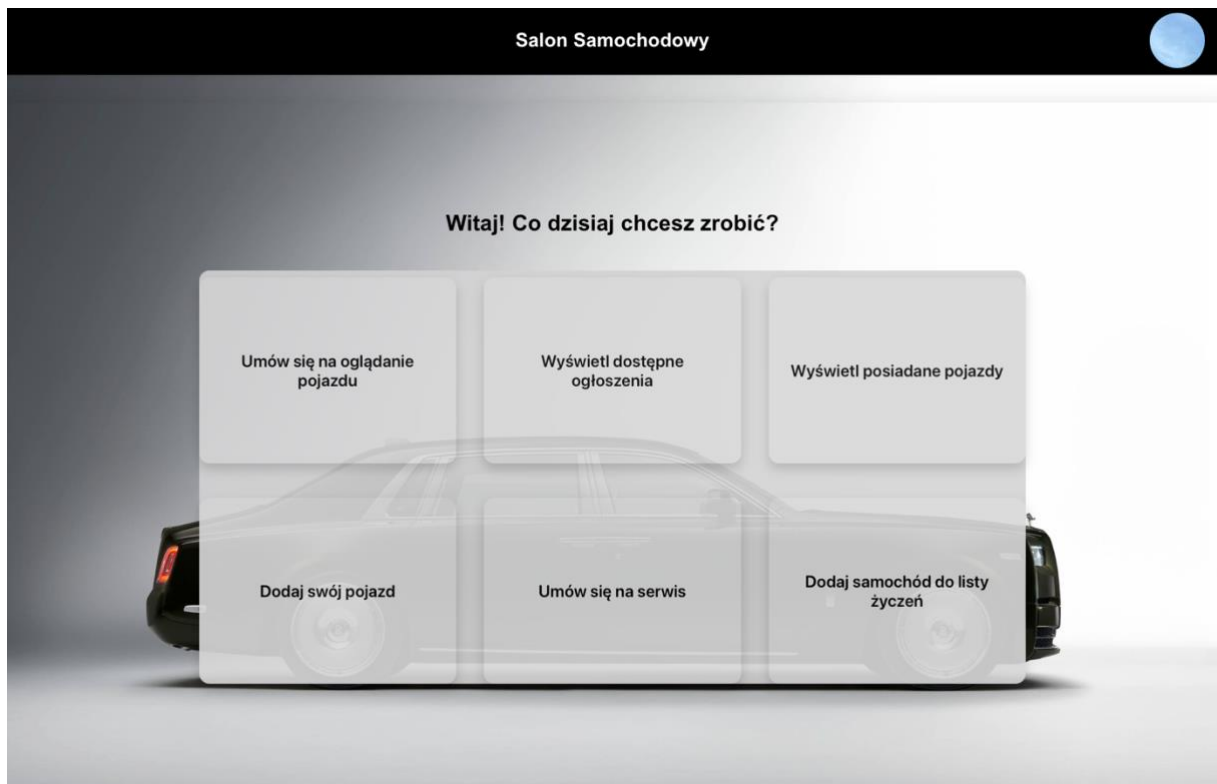 Salon Samochodowy
Witaj! Co dzisiaj chcesz zrobić?
Umów się na oglądanie
pojazdu
Wyświetl dostępne
ogłoszenia
Wyświetl posiadane pojazdy
Dodaj swój pojazd
Umów się na serwis
Dodaj samochód do listy
życzeń